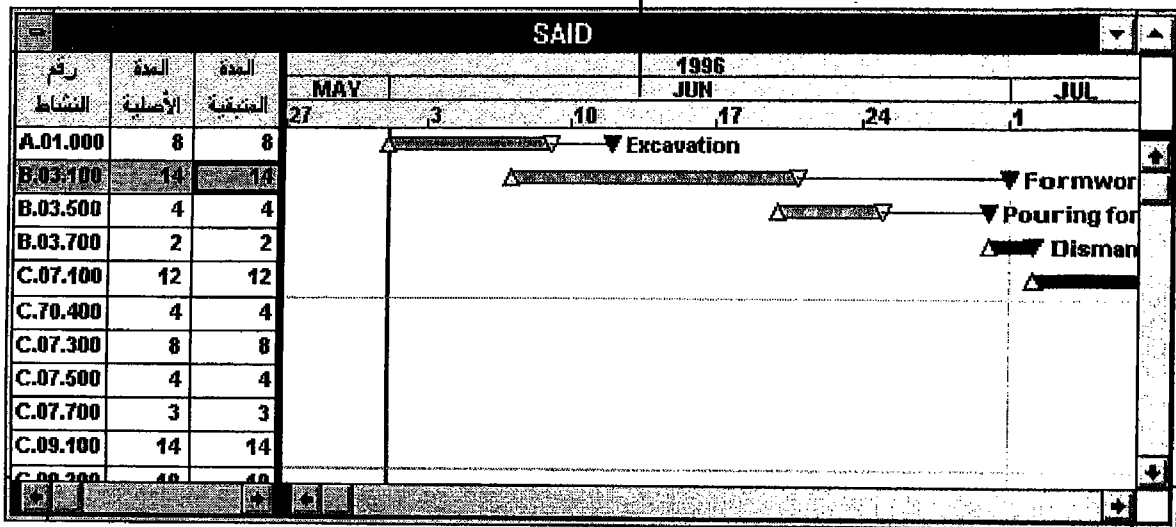 SAID
رقم المدة المدة
النشاط الأصلية المتبقية
1996
MAY JUN JUL
27 3 10 17 24 1
A.01.000 8 8 Excavation
B.03.100 14 14 Formwor
B.03.500 4 4 Pouring for
B.03.700 2 2 Disman
C.07.100 12 12
C.70.400 4 4
C.07.300 8 8
C.07.500 4 4
C.07.700 3 3
C.09.100 14 14